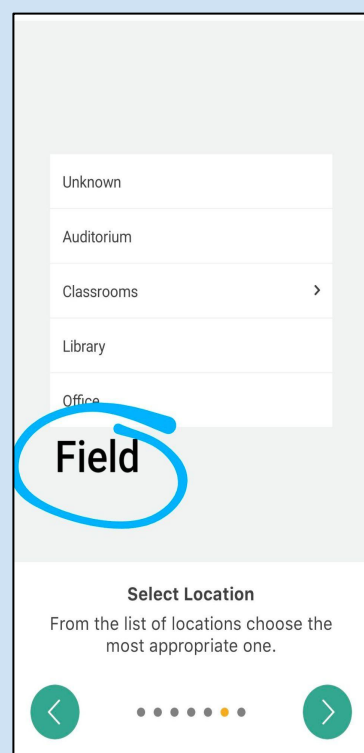 Unknown
Auditorium
Classrooms
Library
Office
Field
Select Location
From the list of locations choose the
most appropriate one.